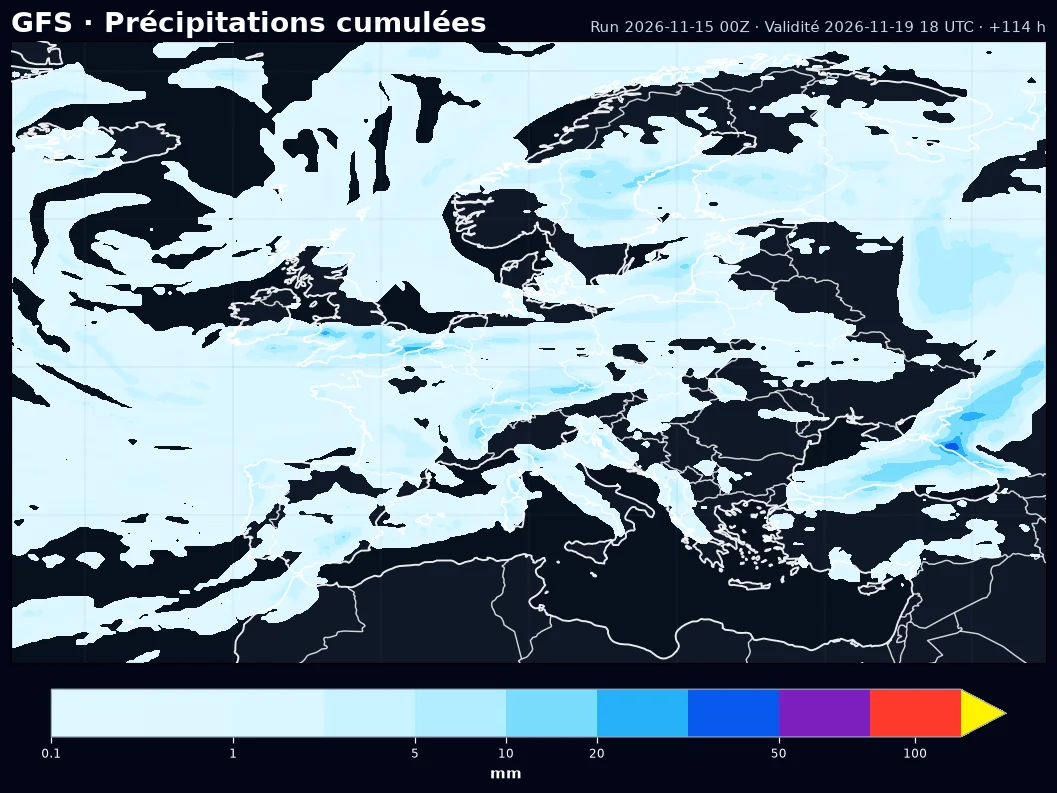 GFS · Précipitations cumulées
Run 2026-11-15 00Z · Validité 2026-11-19 18 UTC · +114 h
0.1 1 5 10 20 50 100
mm